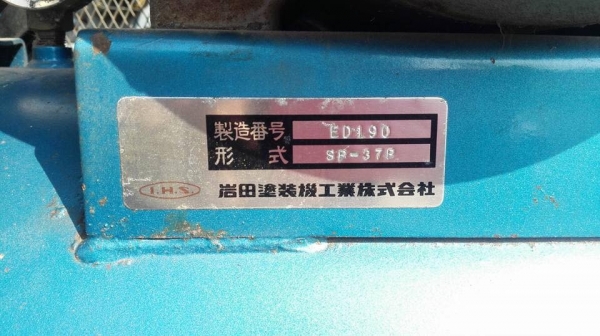 製造番号 ED190
形式 SP-37B
I.H.S. 岩田塗装機工業株式会社